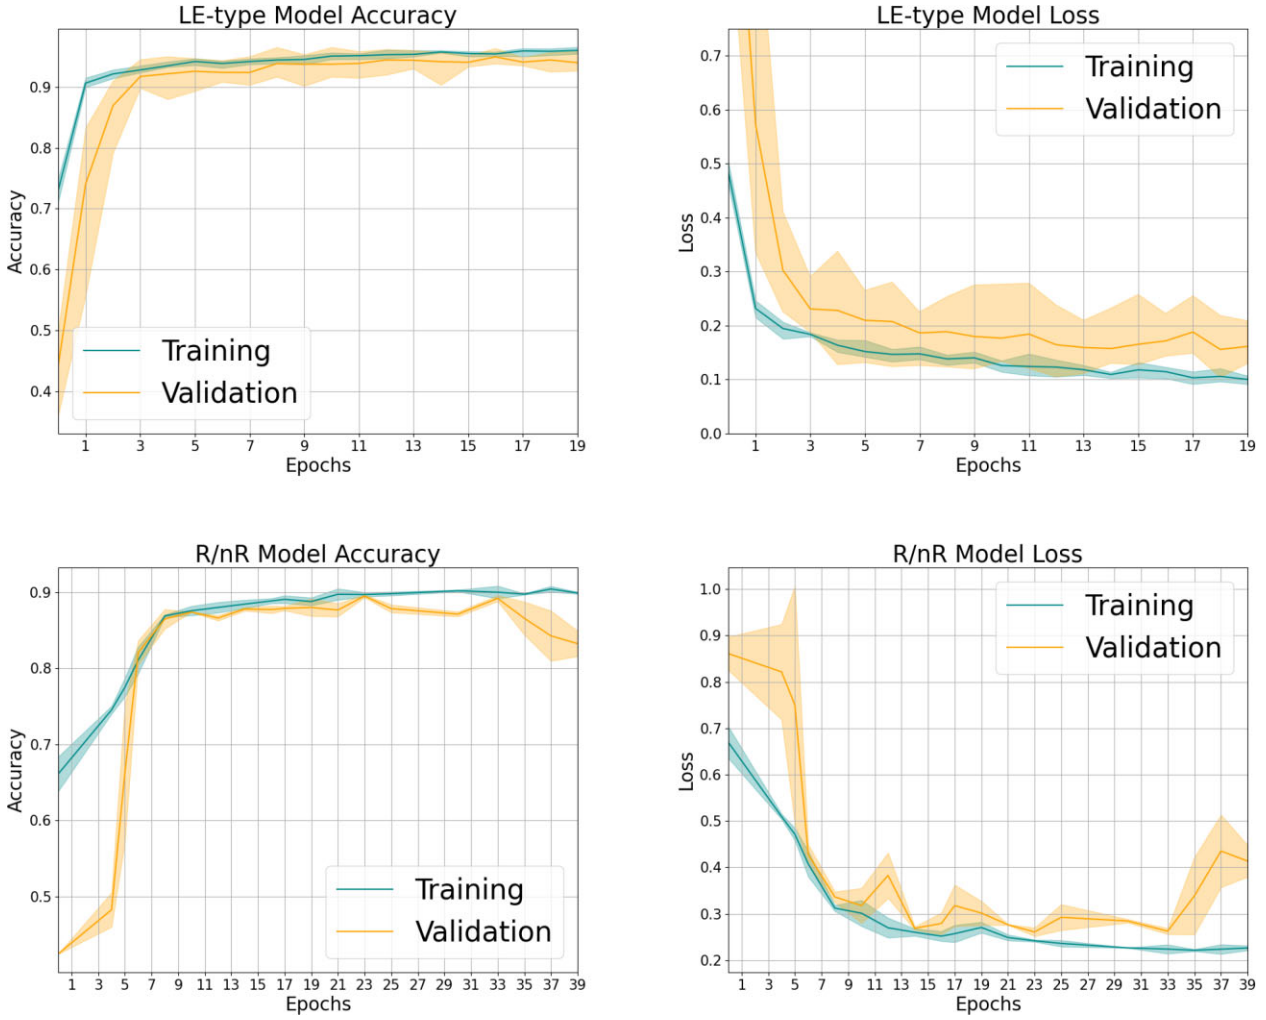 LE-type Model Accuracy
Accuracy
0.9
0.8
0.7
0.6
0.5
0.4
Training
Validation
1 3 5 7 9 11 13 15 17 19
Epochs
LE-type Model Loss
Loss
0.7
0.6
0.5
0.4
0.3
0.2
0.1
0.0
Training
Validation
1 3 5 7 9 11 13 15 17 19
Epochs
R/nR Model Accuracy
Accuracy
0.9
0.8
0.7
0.6
0.5
Training
Validation
1 3 5 7 9 11 13 15 17 19 21 23 25 27 29 31 33 35 37 39
Epochs
R/nR Model Loss
Loss
1.0
0.9
0.8
0.7
0.6
0.5
0.4
0.3
0.2
Training
Validation
1 3 5 7 9 11 13 15 17 19 21 23 25 27 29 31 33 35 37 39
Epochs